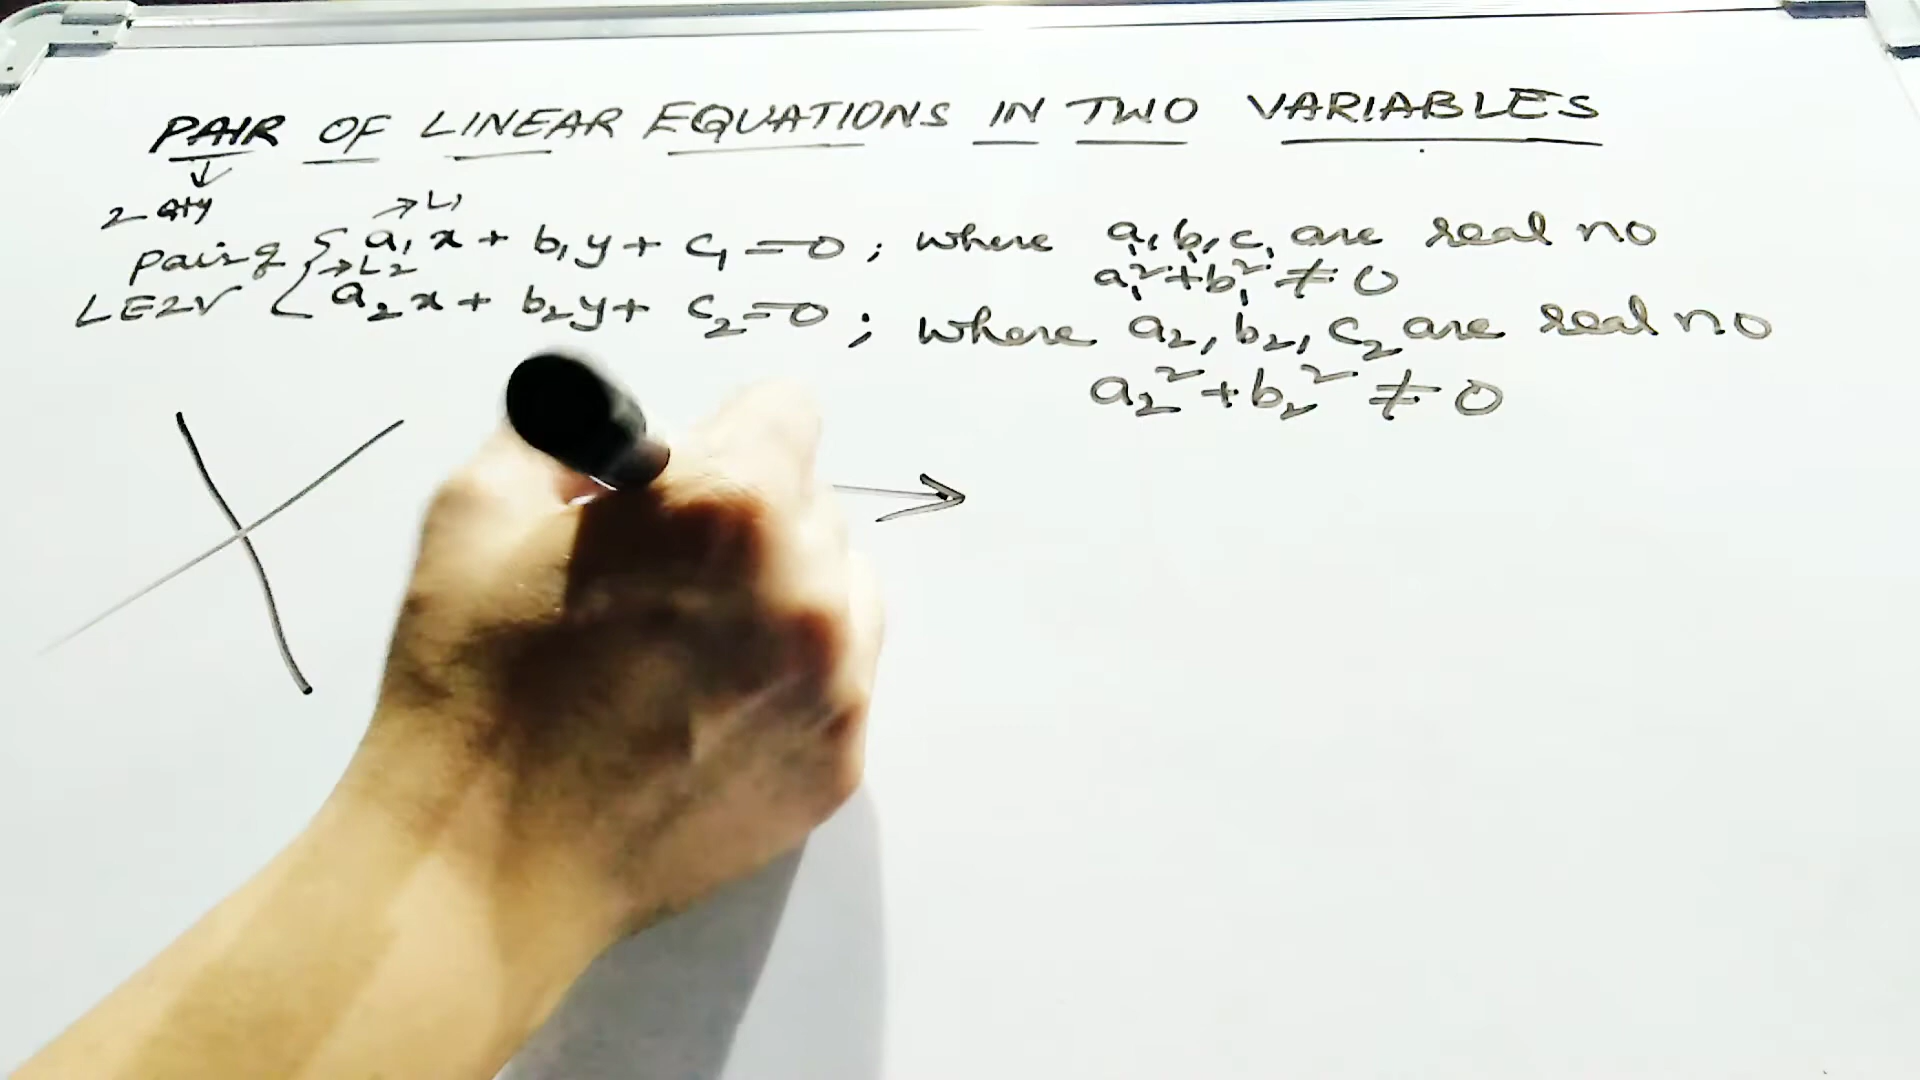 PAIR OF LINEAR EQUATIONS IN TWO VARIABLES
2 qty
→L₁
pair of { a₁x + b₁y + c₁ = 0 ; where a₁, b₁, c₁ are real no
→L2
a₁² + b₁² ≠ 0
LE2V { a₂x + b₂y + c₂ = 0 ; where a₂, b₂, c₂ are real no
a₂² + b₂² ≠ 0